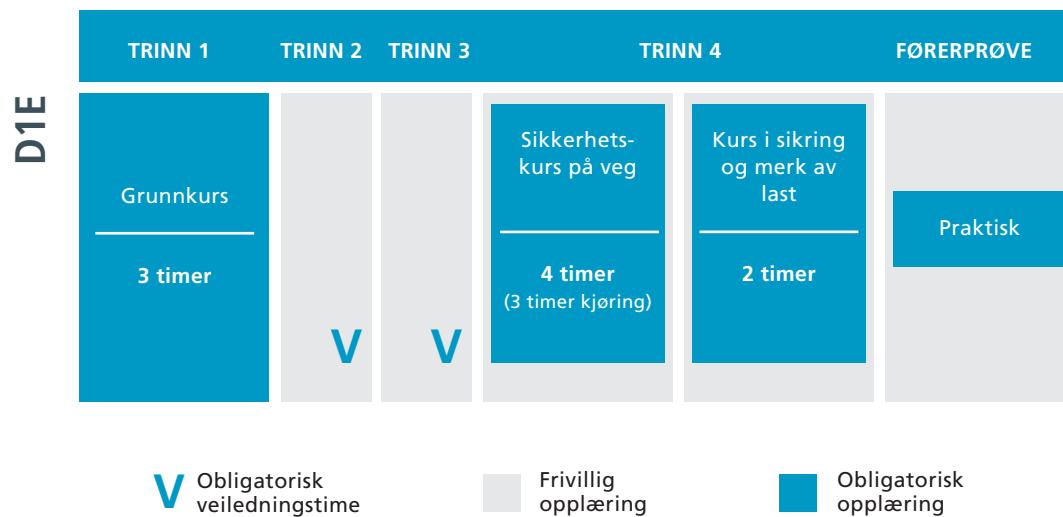 TRINN 1 TRINN 2 TRINN 3 TRINN 4 FØRERPRØVE
D1E
Grunnkurs
3 timer
V
V
Sikkerhets-
kurs på veg
4 timer
(3 timer kjøring)
Kurs i sikring
og merk av
last
2 timer
Praktisk
V Obligatorisk
veiledningstime
Frivillig
opplæring
Obligatorisk
opplæring